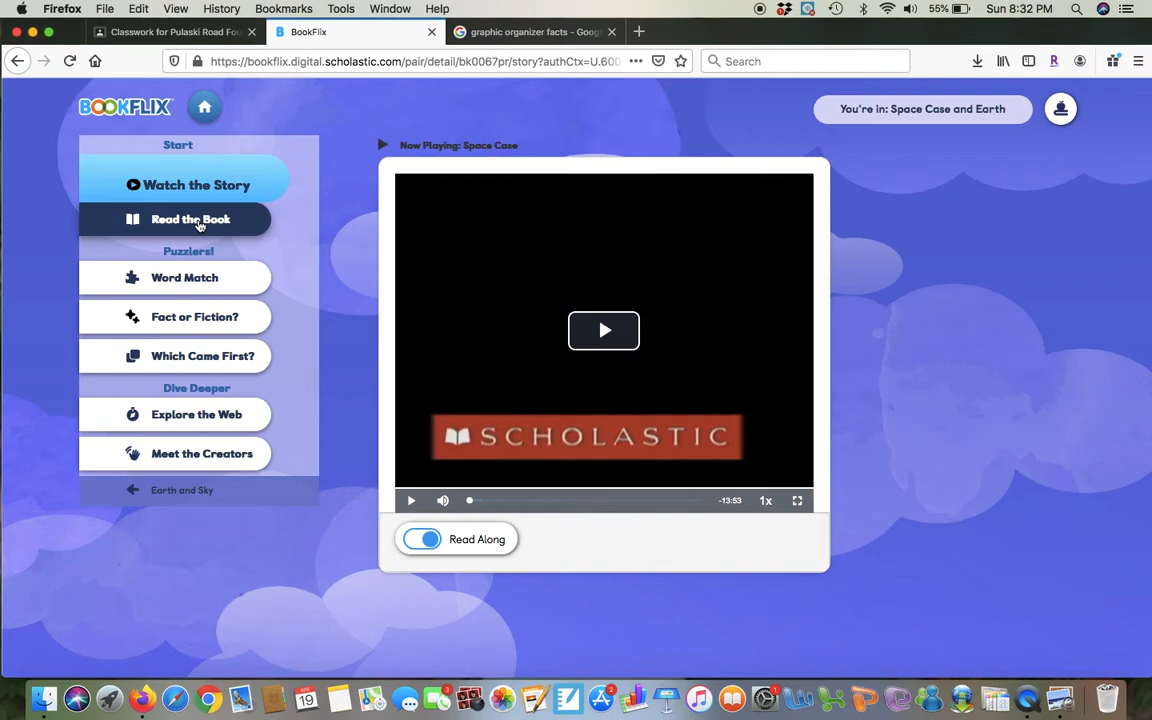 Firefox File Edit View History Bookmarks Tools Window Help 55% Sun 8:32 PM
Classwork for Pulaski Road Fou BookFlix graphic organizer facts - Googl
https://bookflix.digital.scholastic.com/pair/detail/bk0067pr/story?authCtx=U.600 Search
BOOKFLIX
You're in: Space Case and Earth
Start
Watch the Story
Read the Book
Puzzlers!
Word Match
Fact or Fiction?
Which Came First?
Dive Deeper
Explore the Web
Meet the Creators
Earth and Sky
Now Playing: Space Case
SCHOLASTIC
-13:53 1x
Read Along